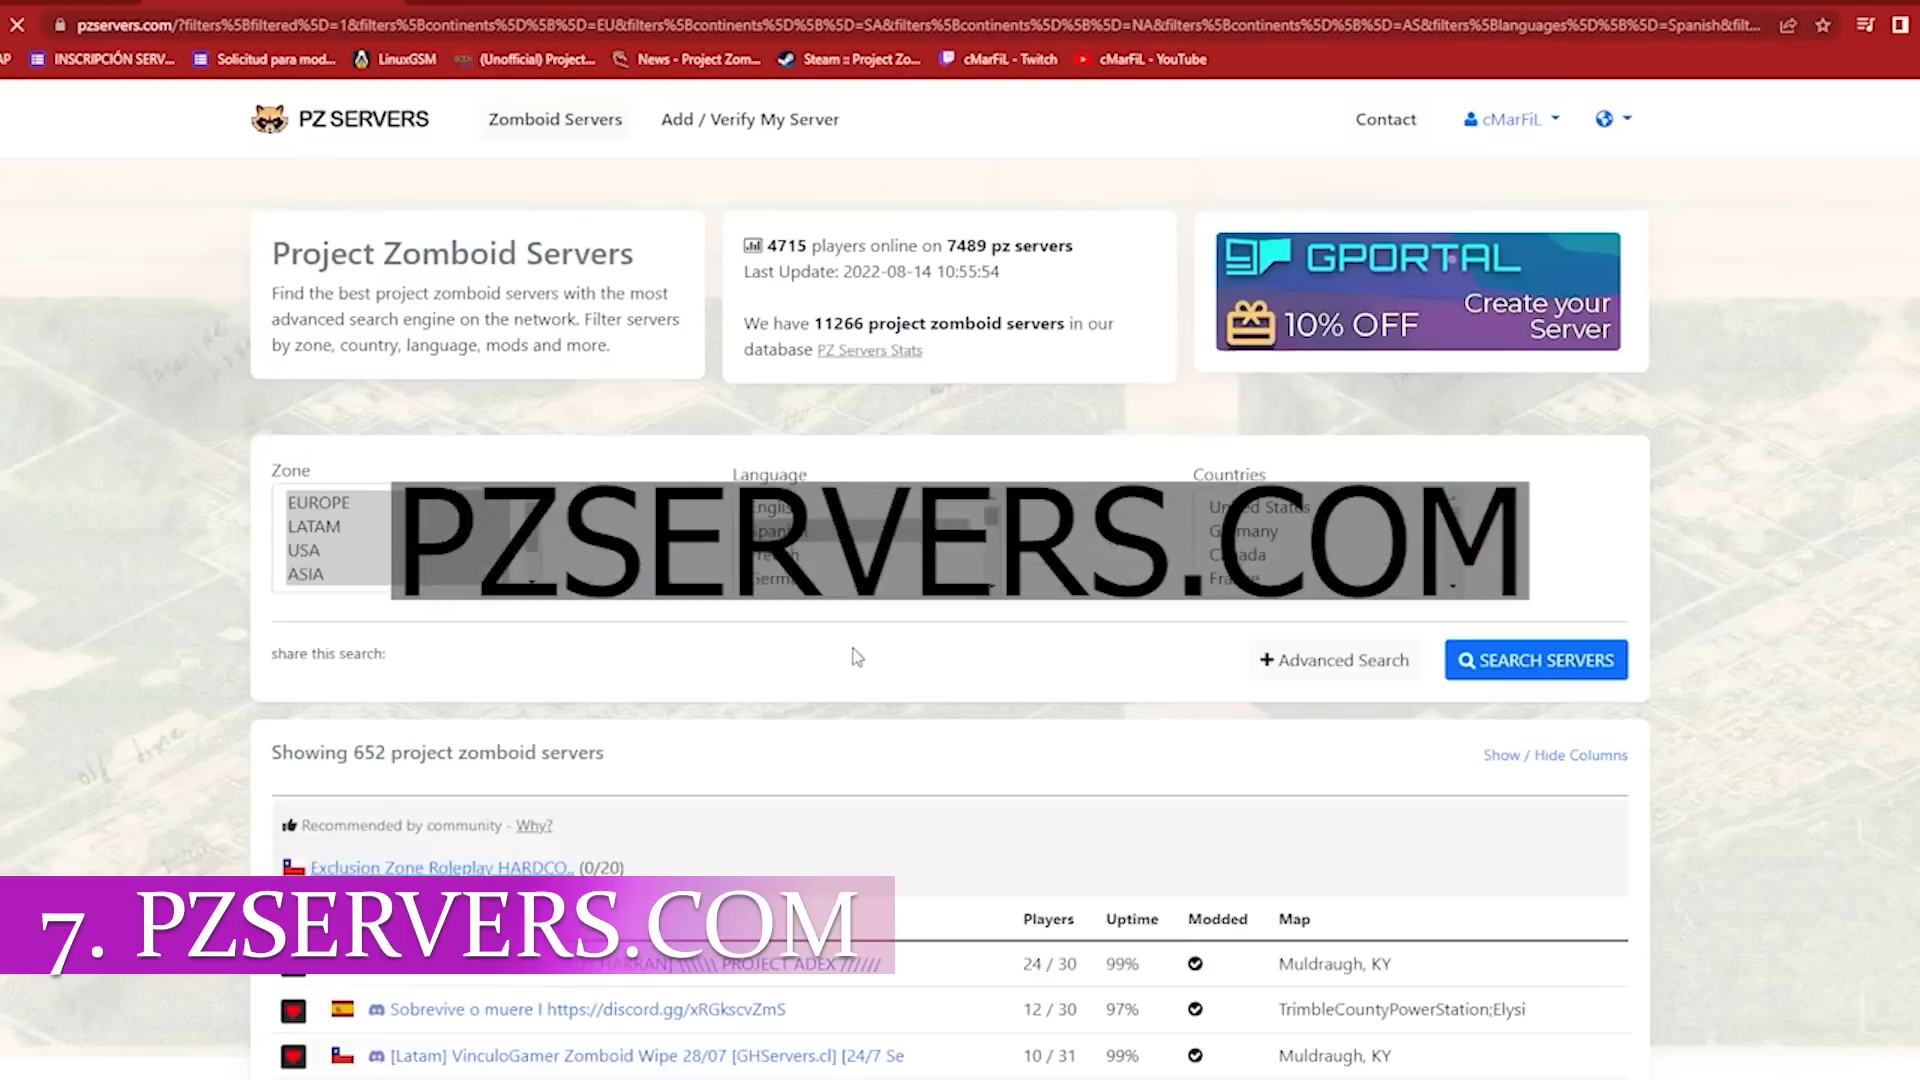 pzservers.com/?filters%5Bfiltered%5D=1&filters%5Bcontinents%5D%5B%5D=EU&filters%5Bcontinents%5D%5B%5D=SA&filters%5Bcontinents%5D%5B%5D=NA&filters%5Bcontinents%5D%5B%5D=AS&filters%5Blanguages%5D%5B%5D=Spanish&filt...
AP INSCRIPCIÓN SERV... Solicitud para mod... LinuxGSM (Unofficial) Project... News - Project Zom... Steam :: Project Zo... cMarFiL - Twitch cMarFiL - YouTube
PZ SERVERS Zomboid Servers Add / Verify My Server Contact cMarFiL
Project Zomboid Servers
Find the best project zomboid servers with the most
advanced search engine on the network. Filter servers
by zone, country, language, mods and more.
4715 players online on 7489 pz servers
Last Update: 2022-08-14 10:55:54
We have 11266 project zomboid servers in our
database PZ Servers Stats
GPORTAL
10% OFF
Create your
Server
Zone Language Countries
EUROPE
LATAM
USA
ASIA
PZSERVERS.COM
United States
Germany
Canada
share this search:
+ Advanced Search SEARCH SERVERS
Showing 652 project zomboid servers Show / Hide Columns
Recommended by community - Why?
Exclusion Zone Roleplay HARDCO.. (0/20)
7. PZSERVERS.COM
Players Uptime Modded Map
HARRAN] \\\\\\ PROJECT ADEX ////// 24 / 30 99% Muldraugh, KY
Sobrevive o muere l https://discord.gg/xRGkscvZmS 12 / 30 97% TrimbleCountyPowerStation;Elysi
[Latam] VinculoGamer Zomboid Wipe 28/07 [GHServers.cl] [24/7 Se 10 / 31 99% Muldraugh, KY